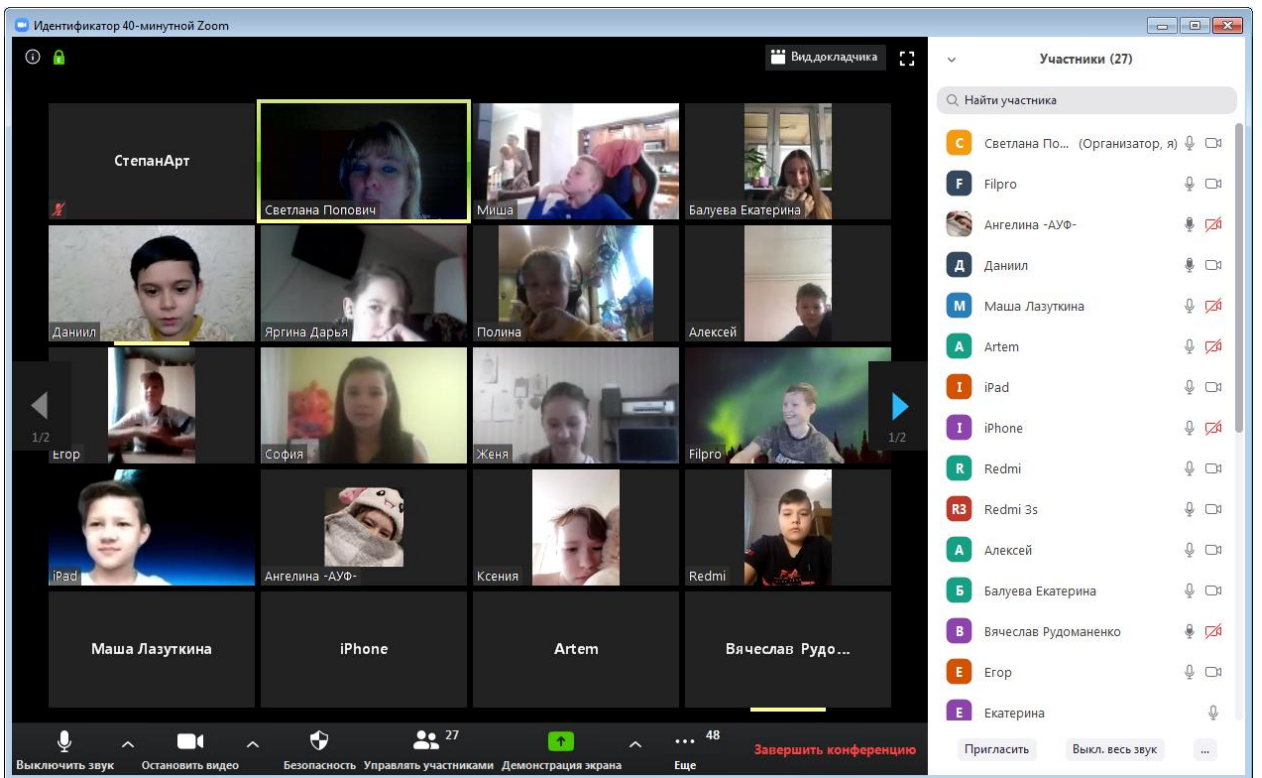 Идентификатор 40-минутной Zoom
Вид докладчика
СтепанАрт
Светлана Попович
Миша
Балуева Екатерина
Даниил
Яргина Дарья
Полина
Алексей
1/2
Егор
София
Женя
Filpro
1/2
iPad
Ангелина -АУФ-
Ксения
Redmi
Маша Лазуткина
iPhone
Artem
Вячеслав Рудо...
27
48
Выключить звук
Остановить видео
Безопасность
Управлять участниками
Демонстрация экрана
Еще
Завершить конференцию
Участники (27)
Найти участника
С Светлана По... (Организатор, я)
F Filpro
Ангелина -АУФ-
Д Даниил
М Маша Лазуткина
A Artem
I iPad
I iPhone
R Redmi
R3 Redmi 3s
А Алексей
Б Балуева Екатерина
В Вячеслав Рудоманенко
Е Егор
Е Екатерина
Пригласить
Выкл. весь звук
...